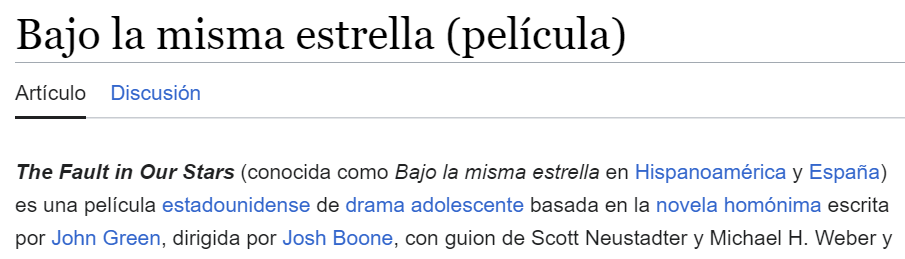 Bajo la misma estrella (película)
Artículo Discusión
The Fault in Our Stars (conocida como Bajo la misma estrella en Hispanoamérica y España)
es una película estadounidense de drama adolescente basada en la novela homónima escrita
por John Green, dirigida por Josh Boone, con guion de Scott Neustadter y Michael H. Weber y